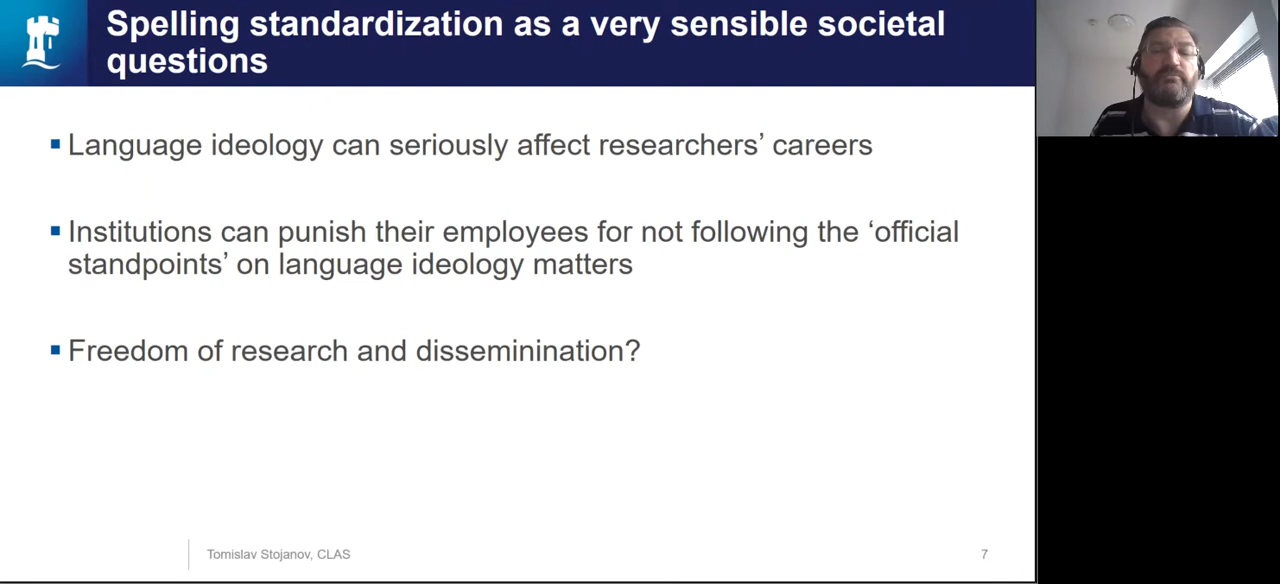 Spelling standardization as a very sensible societal
questions
▪ Language ideology can seriously affect researchers’ careers
▪ Institutions can punish their employees for not following the ‘official
standpoints’ on language ideology matters
▪ Freedom of research and disseminination?
Tomislav Stojanov, CLAS
7